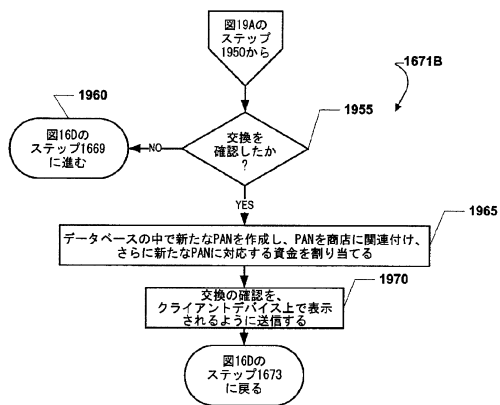 図19Aの
ステップ
1950から
1671B
1960
1955
交換を
確認したか
?
図16Dの
ステップ1669
に進む
NO
YES
1965
データベースの中で新たなPANを作成し、PANを商店に関連付け、
さらに新たなPANに対応する資金を割り当てる
1970
交換の確認を、
クライアントデバイス上で表示
されるように送信する
図16Dの
ステップ1673
に戻る